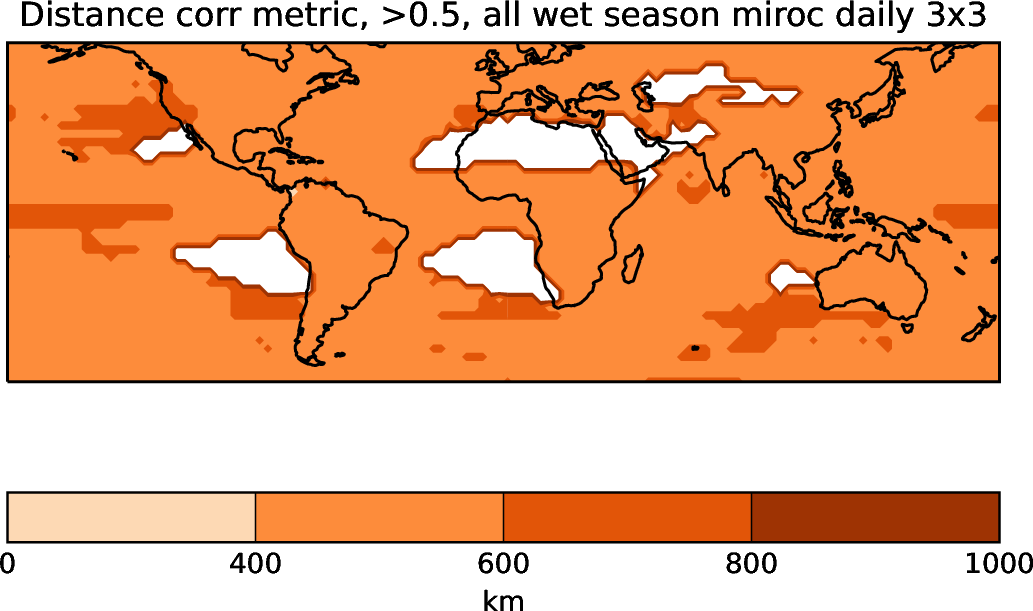 Distance corr metric, >0.5, all wet season miroc daily 3x3
0 400 600 800 1000
km